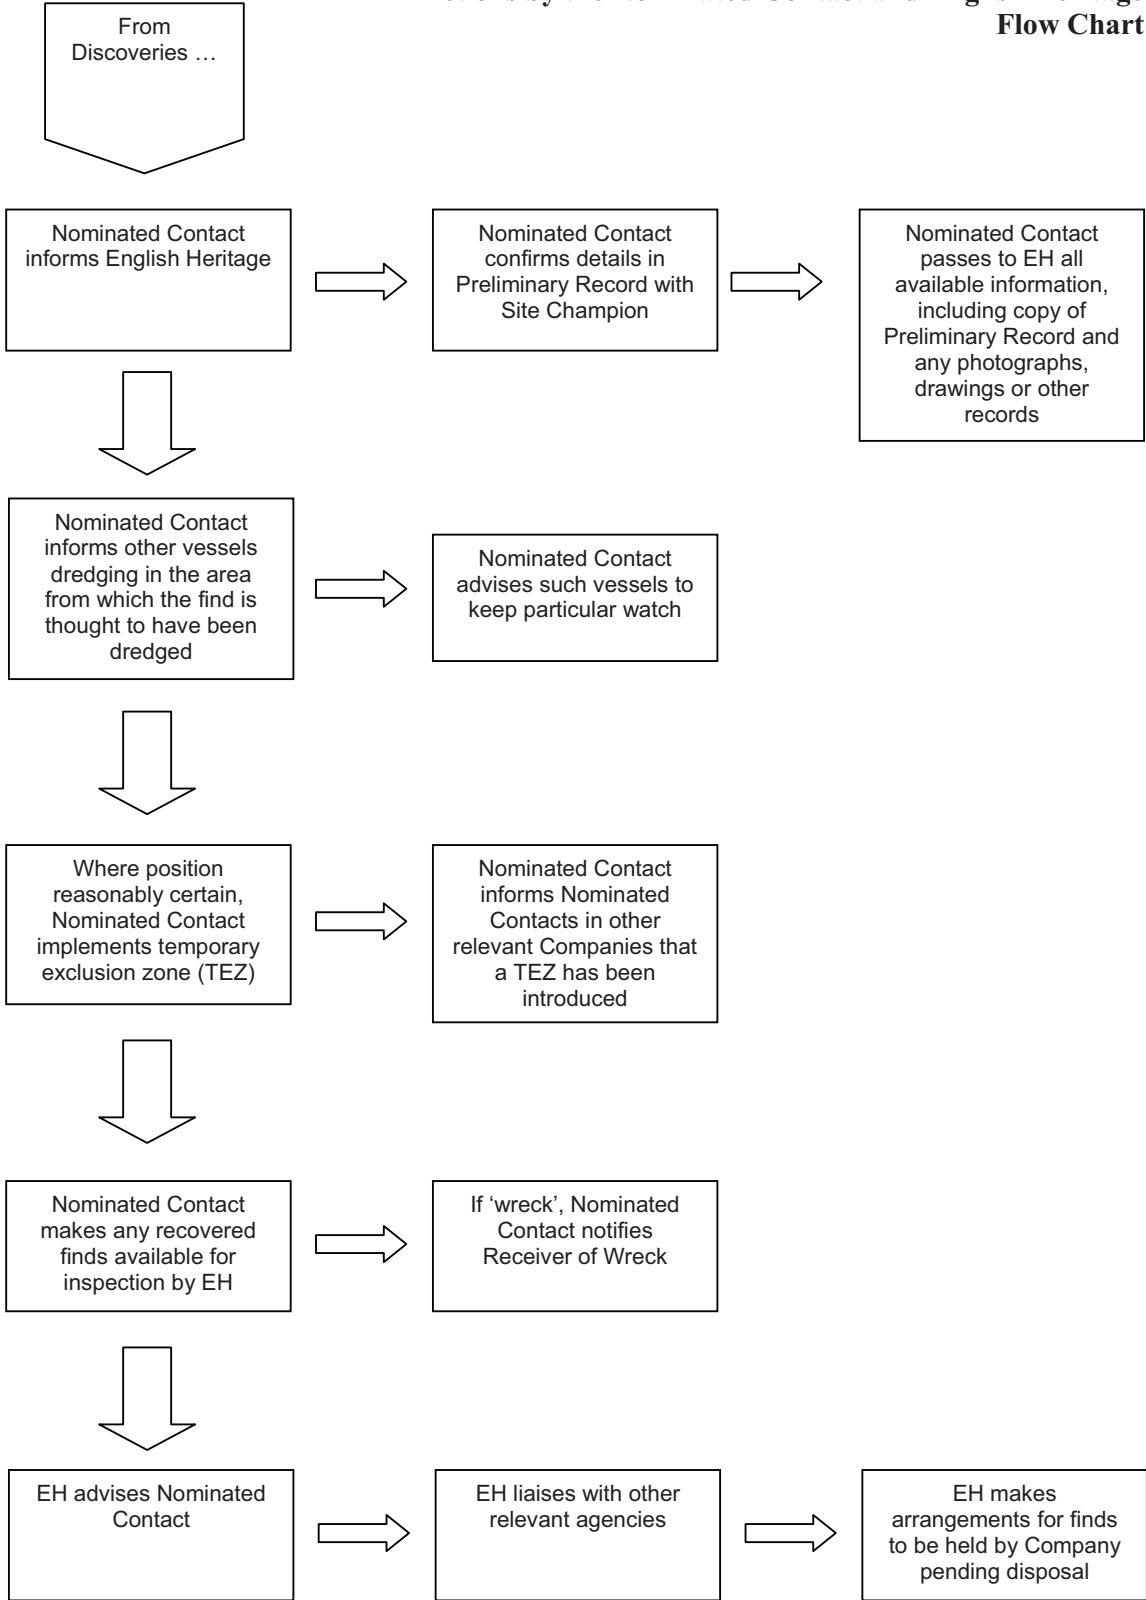 Flow Chart
From
Discoveries …
Nominated Contact
informs English Heritage
Nominated Contact
confirms details in
Preliminary Record with
Site Champion
Nominated Contact
passes to EH all
available information,
including copy of
Preliminary Record and
any photographs,
drawings or other
records
Nominated Contact
informs other vessels
dredging in the area
from which the find is
thought to have been
dredged
Nominated Contact
advises such vessels to
keep particular watch
Where position
reasonably certain,
Nominated Contact
implements temporary
exclusion zone (TEZ)
Nominated Contact
informs Nominated
Contacts in other
relevant Companies that
a TEZ has been
introduced
Nominated Contact
makes any recovered
finds available for
inspection by EH
If ‘wreck’, Nominated
Contact notifies
Receiver of Wreck
EH advises Nominated
Contact
EH liaises with other
relevant agencies
EH makes
arrangements for finds
to be held by Company
pending disposal